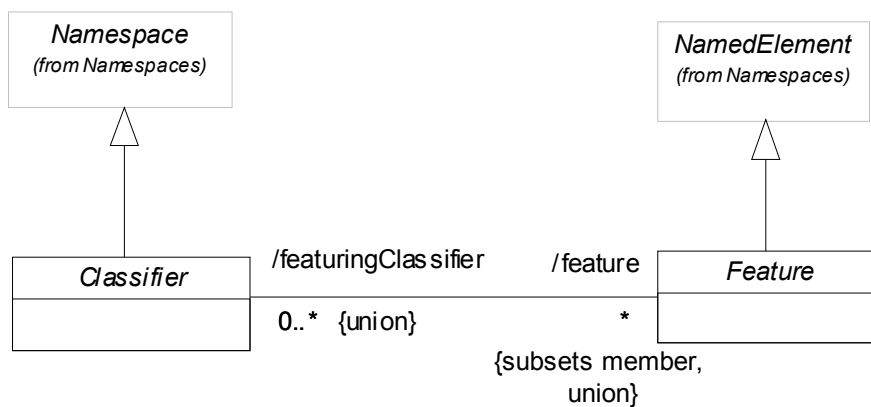 Namespace
(from Namespaces)
NamedElement
(from Namespaces)
Classifier
/featuringClassifier
/feature
Feature
0..*
{union}
*
{subsets member,
union}